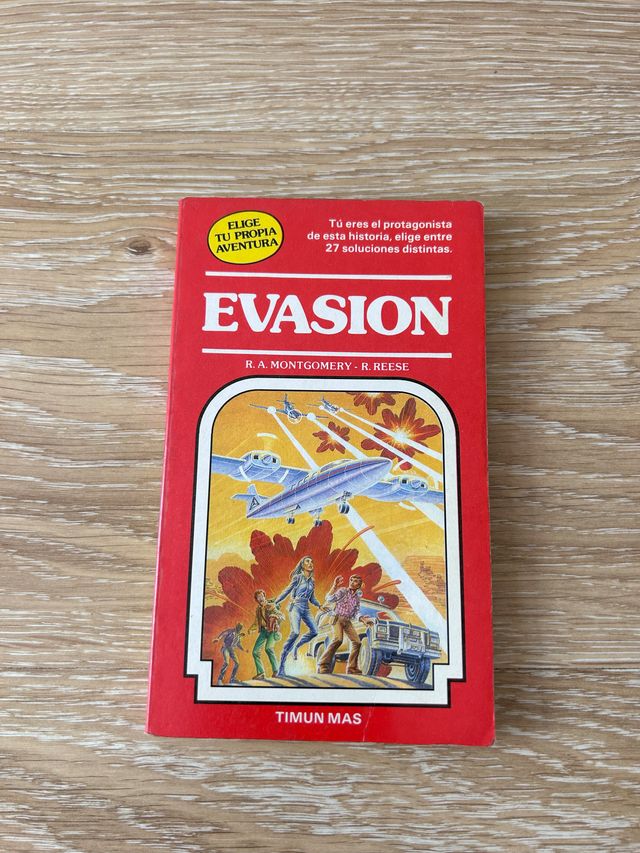 ELIGE
TU PROPIA
AVENTURA
Tú eres el protagonista
de esta historia, elige entre
27 soluciones distintas.
EVASION
R. A. MONTGOMERY - R. REESE
TIMUN MAS